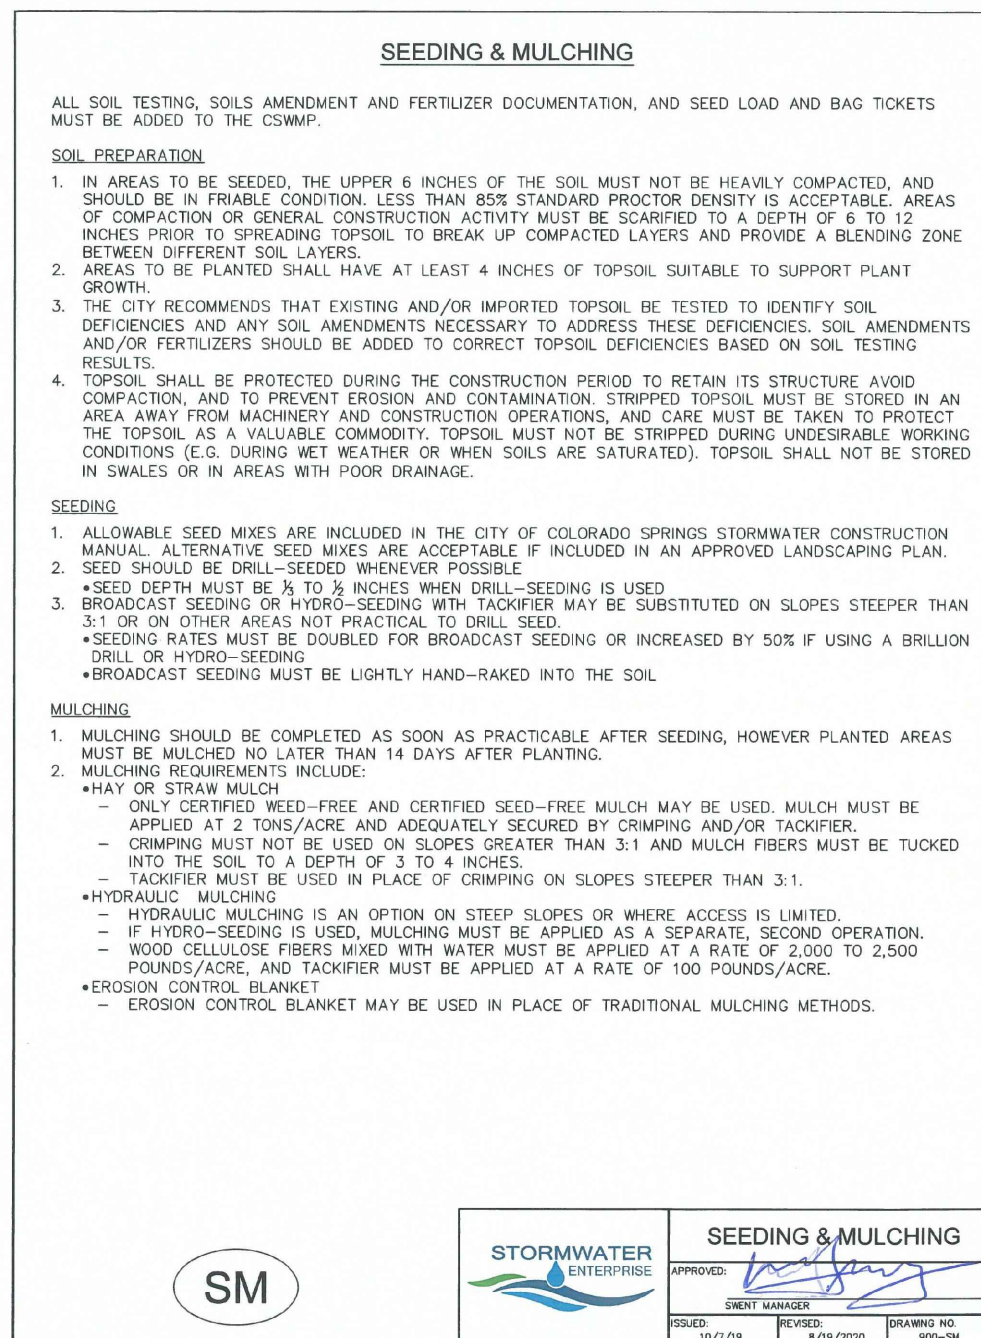 SEEDING & MULCHING
ALL SOIL TESTING, SOILS AMENDMENT AND FERTILIZER DOCUMENTATION, AND SEED LOAD AND BAG TICKETS
MUST BE ADDED TO THE CSWMP.
SOIL PREPARATION
1. IN AREAS TO BE SEEDED, THE UPPER 6 INCHES OF THE SOIL MUST NOT BE HEAVILY COMPACTED, AND
SHOULD BE IN FRIABLE CONDITION. LESS THAN 85% STANDARD PROCTOR DENSITY IS ACCEPTABLE. AREAS
OF COMPACTION OR GENERAL CONSTRUCTION ACTIVITY MUST BE SCARIFIED TO A DEPTH OF 6 TO 12
INCHES PRIOR TO SPREADING TOPSOIL TO BREAK UP COMPACTED LAYERS AND PROVIDE A BLENDING ZONE
BETWEEN DIFFERENT SOIL LAYERS.
2. AREAS TO BE PLANTED SHALL HAVE AT LEAST 4 INCHES OF TOPSOIL SUITABLE TO SUPPORT PLANT
GROWTH.
3. THE CITY RECOMMENDS THAT EXISTING AND/OR IMPORTED TOPSOIL BE TESTED TO IDENTIFY SOIL
DEFICIENCIES AND ANY SOIL AMENDMENTS NECESSARY TO ADDRESS THESE DEFICIENCIES. SOIL AMENDMENTS
AND/OR FERTILIZERS SHOULD BE ADDED TO CORRECT TOPSOIL DEFICIENCIES BASED ON SOIL TESTING
RESULTS.
4. TOPSOIL SHALL BE PROTECTED DURING THE CONSTRUCTION PERIOD TO RETAIN ITS STRUCTURE AVOID
COMPACTION, AND TO PREVENT EROSION AND CONTAMINATION. STRIPPED TOPSOIL MUST BE STORED IN AN
AREA AWAY FROM MACHINERY AND CONSTRUCTION OPERATIONS, AND CARE MUST BE TAKEN TO PROTECT
THE TOPSOIL AS A VALUABLE COMMODITY. TOPSOIL MUST NOT BE STRIPPED DURING UNDESIRABLE WORKING
CONDITIONS (E.G. DURING WET WEATHER OR WHEN SOILS ARE SATURATED). TOPSOIL SHALL NOT BE STORED
IN SWALES OR IN AREAS WITH POOR DRAINAGE.
SEEDING
1. ALLOWABLE SEED MIXES ARE INCLUDED IN THE CITY OF COLORADO SPRINGS STORMWATER CONSTRUCTION
MANUAL. ALTERNATIVE SEED MIXES ARE ACCEPTABLE IF INCLUDED IN AN APPROVED LANDSCAPING PLAN.
2. SEED SHOULD BE DRILL-SEEDED WHENEVER POSSIBLE
•SEED DEPTH MUST BE ⅓ TO ½ INCHES WHEN DRILL-SEEDING IS USED
3. BROADCAST SEEDING OR HYDRO-SEEDING WITH TACKIFIER MAY BE SUBSTITUTED ON SLOPES STEEPER THAN
3:1 OR ON OTHER AREAS NOT PRACTICAL TO DRILL SEED.
•SEEDING RATES MUST BE DOUBLED FOR BROADCAST SEEDING OR INCREASED BY 50% IF USING A BRILLION
DRILL OR HYDRO-SEEDING
•BROADCAST SEEDING MUST BE LIGHTLY HAND-RAKED INTO THE SOIL
MULCHING
1. MULCHING SHOULD BE COMPLETED AS SOON AS PRACTICABLE AFTER SEEDING, HOWEVER PLANTED AREAS
MUST BE MULCHED NO LATER THAN 14 DAYS AFTER PLANTING.
2. MULCHING REQUIREMENTS INCLUDE:
•HAY OR STRAW MULCH
– ONLY CERTIFIED WEED-FREE AND CERTIFIED SEED-FREE MULCH MAY BE USED. MULCH MUST BE
APPLIED AT 2 TONS/ACRE AND ADEQUATELY SECURED BY CRIMPING AND/OR TACKIFIER.
– CRIMPING MUST NOT BE USED ON SLOPES GREATER THAN 3:1 AND MULCH FIBERS MUST BE TUCKED
INTO THE SOIL TO A DEPTH OF 3 TO 4 INCHES.
– TACKIFIER MUST BE USED IN PLACE OF CRIMPING ON SLOPES STEEPER THAN 3:1.
•HYDRAULIC MULCHING
– HYDRAULIC MULCHING IS AN OPTION ON STEEP SLOPES OR WHERE ACCESS IS LIMITED.
– IF HYDRO-SEEDING IS USED, MULCHING MUST BE APPLIED AS A SEPARATE, SECOND OPERATION.
– WOOD CELLULOSE FIBERS MIXED WITH WATER MUST BE APPLIED AT A RATE OF 2,000 TO 2,500
POUNDS/ACRE, AND TACKIFIER MUST BE APPLIED AT A RATE OF 100 POUNDS/ACRE.
•EROSION CONTROL BLANKET
– EROSION CONTROL BLANKET MAY BE USED IN PLACE OF TRADITIONAL MULCHING METHODS.
SM
STORMWATER
ENTERPRISE
SEEDING & MULCHING
APPROVED:
SWENT MANAGER
ISSUED: 10/7/19
REVISED: 8/19/2020
DRAWING NO. 900-SM